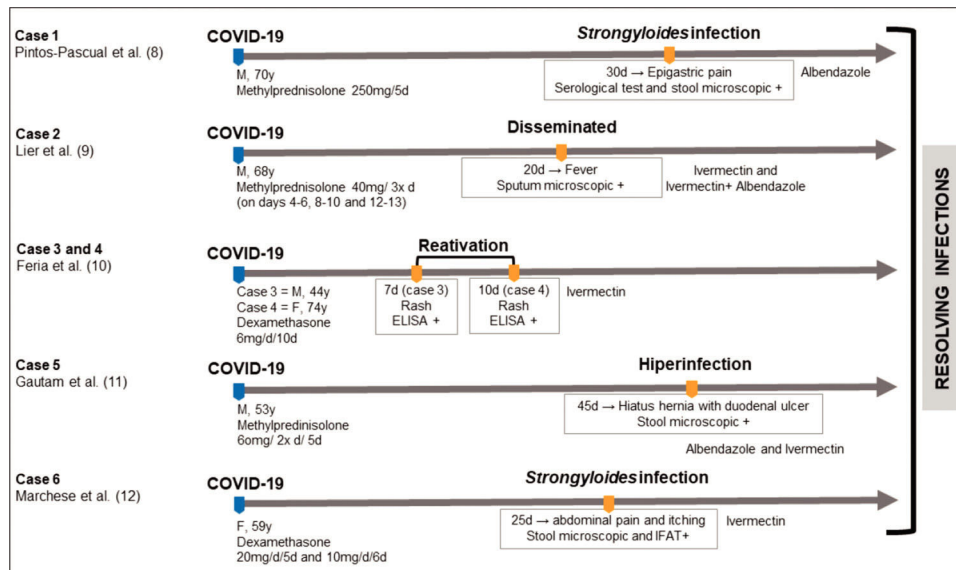 Case 1
Pintos-Pascual et al. (8)
COVID-19
M, 70y
Methylprednisolone 250mg/5d
Strongyloides infection
30d → Epigastric pain
Serological test and stool microscopic +
Albendazole
Case 2
Lier et al. (9)
COVID-19
M, 68y
Methylprednisolone 40mg/ 3x d
(on days 4-6, 8-10 and 12-13)
Disseminated
20d → Fever
Sputum microscopic +
Ivermectin and
Ivermectin+ Albendazole
Case 3 and 4
Feria et al. (10)
COVID-19
Case 3 = M, 44y
Case 4 = F, 74y
Dexamethasone
6mg/d/10d
Reativation
7d (case 3)
Rash
ELISA +
10d (case 4)
Rash
ELISA +
Ivermectin
Case 5
Gautam et al. (11)
COVID-19
M, 53y
Methylpredinisolone
6omg/ 2x d/ 5d
Hiperinfection
45d → Hiatus hernia with duodenal ulcer
Stool microscopic +
Albendazole and Ivermectin
Case 6
Marchese et al. (12)
COVID-19
F, 59y
Dexamethasone
20mg/d/5d and 10mg/d/6d
Strongyloides infection
25d → abdominal pain and itching
Stool microscopic and IFAT+
Ivermectin
RESOLVING INFECTIONS